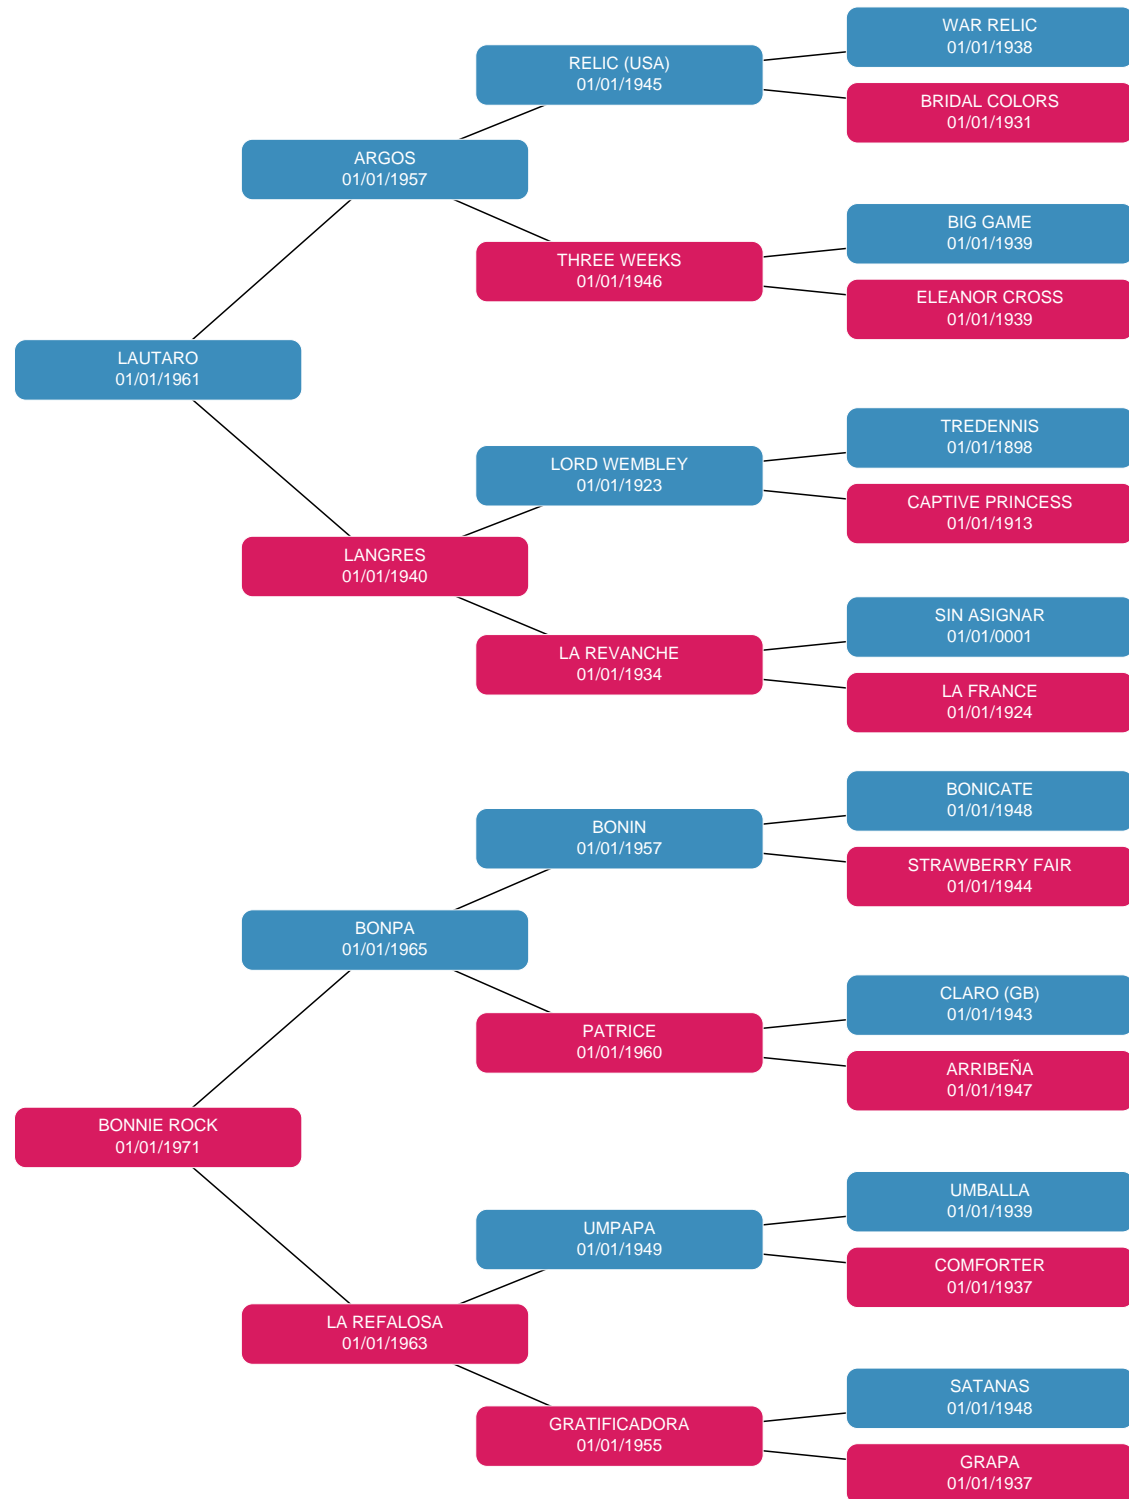 WAR RELIC
01/01/1938
RELIC (USA)
01/01/1945
BRIDAL COLORS
01/01/1931
ARGOS
01/01/1957
BIG GAME
01/01/1939
THREE WEEKS
01/01/1946
ELEANOR CROSS
01/01/1939
LAUTARO
01/01/1961
TREDENNIS
01/01/1898
LORD WEMBLEY
01/01/1923
CAPTIVE PRINCESS
01/01/1913
LANGRES
01/01/1940
SIN ASIGNAR
01/01/0001
LA REVANCHE
01/01/1934
LA FRANCE
01/01/1924
BONICATE
01/01/1948
BONIN
01/01/1957
STRAWBERRY FAIR
01/01/1944
BONPA
01/01/1965
CLARO (GB)
01/01/1943
PATRICE
01/01/1960
ARRIBEÑA
01/01/1947
BONNIE ROCK
01/01/1971
UMBALLA
01/01/1939
UMPAPA
01/01/1949
COMFORTER
01/01/1937
LA REFALOSA
01/01/1963
SATANAS
01/01/1948
GRATIFICADORA
01/01/1955
GRAPA
01/01/1937